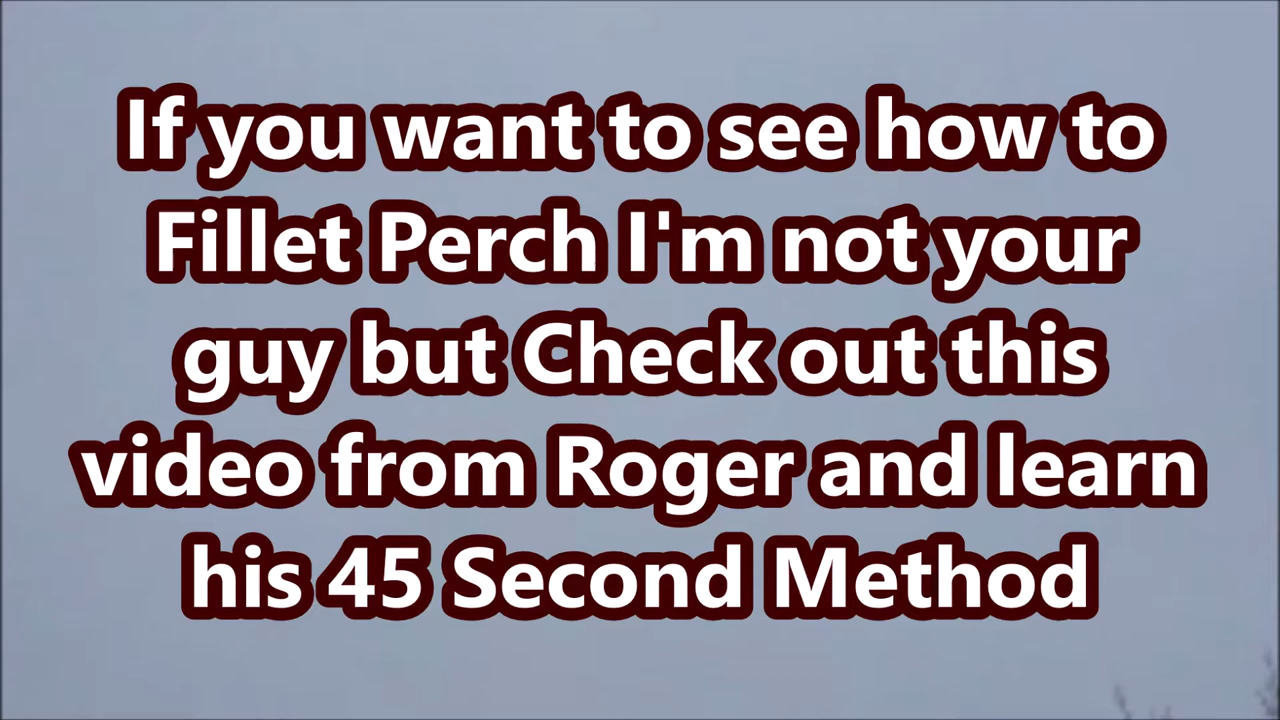 If you want to see how to
Fillet Perch I'm not your
guy but Check out this
video from Roger and learn
his 45 Second Method